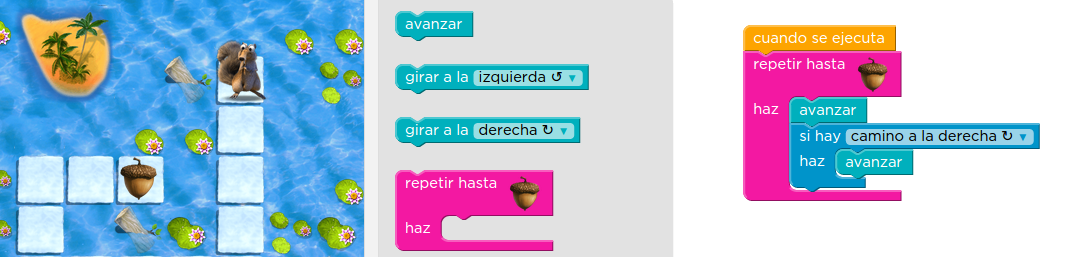 avanzar
girar a la izquierda ↺ ▼
girar a la derecha ↻ ▼
repetir hasta
haz
cuando se ejecuta
repetir hasta
haz
avanzar
si hay camino a la derecha ↻ ▼
haz avanzar